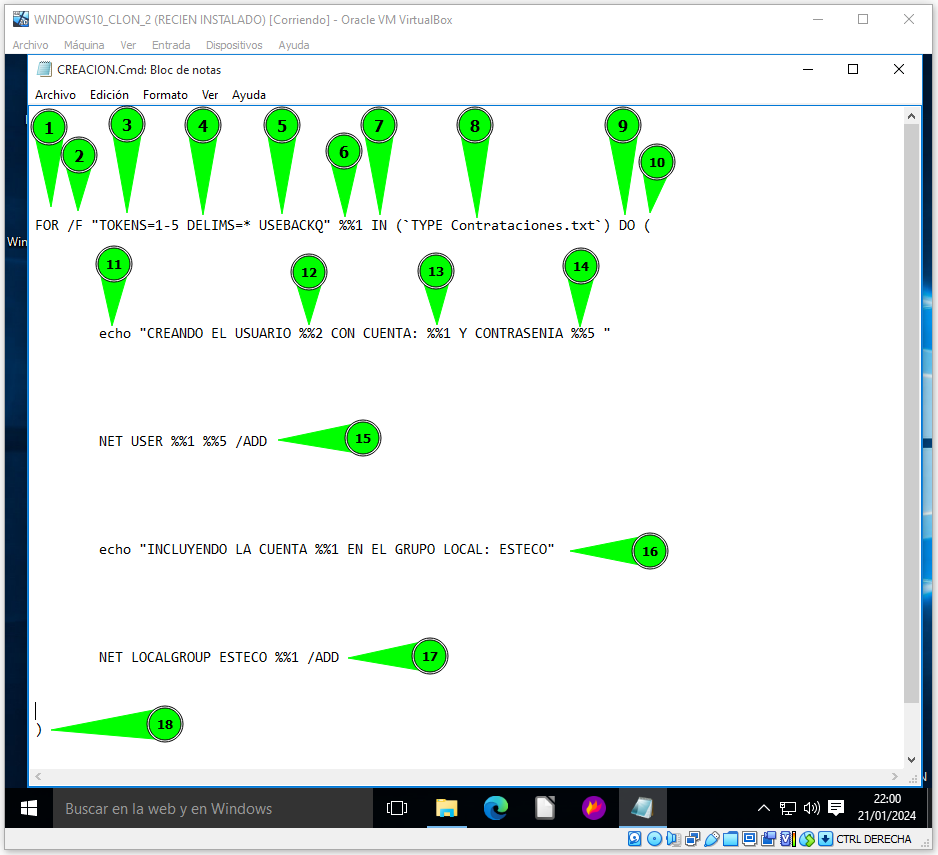 WINDOWS10_CLON_2 (RECIEN INSTALADO) [Corriendo] - Oracle VM VirtualBox
Archivo Máquina Ver Entrada Dispositivos Ayuda
CREACION.Cmd: Bloc de notas
Archivo Edición Formato Ver Ayuda
1 2 3 4 5 6 7 8 9 10
Win
FOR /F "TOKENS=1-5 DELIMS=* USEBACKQ" %%1 IN (`TYPE Contrataciones.txt`) DO (
11 12 13 14
echo "CREANDO EL USUARIO %%2 CON CUENTA: %%1 Y CONTRASENIA %%5 "
NET USER %%1 %%5 /ADD 15
echo "INCLUYENDO LA CUENTA %%1 EN EL GRUPO LOCAL: ESTECO" 16
NET LOCALGROUP ESTECO %%1 /ADD 17
) 18
Buscar en la web y en Windows
22:00
21/01/2024
CTRL DERECHA